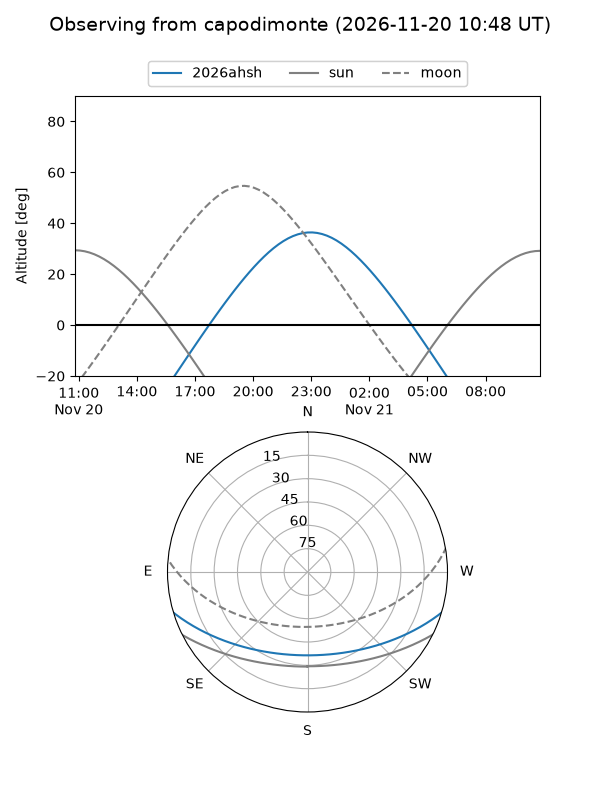 Observing from capodimonte (2026-11-20 10:48 UT)
2026ahsh sun moon
Altitude [deg]
80
60
40
20
0
−20
11:00 14:00 17:00 20:00 23:00 02:00 05:00 08:00
Nov 20 Nov 21
N
NE NW
15
30
45
60
75
E W
SE SW
S